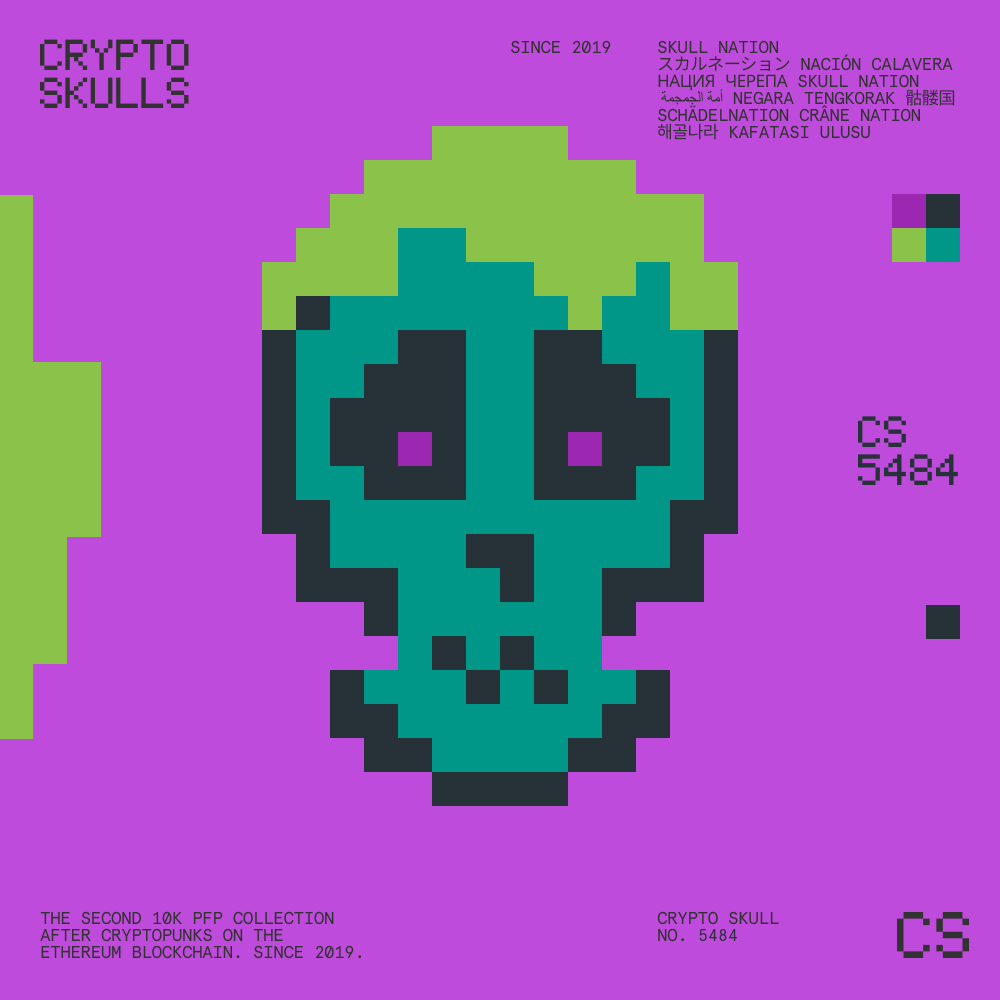 CRYPTO
SKULLS
SINCE 2019
SKULL NATION
スカルネーション NACIÓN CALAVERA
НАЦИЯ ЧЕРЕПА SKULL NATION
أمة الجمجمة NEGARA TENGKORAK 骷髅国
SCHÄDELNATION CRÂNE NATION
해골나라 KAFATASI ULUSU
CS
5484
THE SECOND 10K PFP COLLECTION
AFTER CRYPTOPUNKS ON THE
ETHEREUM BLOCKCHAIN. SINCE 2019.
CRYPTO SKULL
NO. 5484
CS